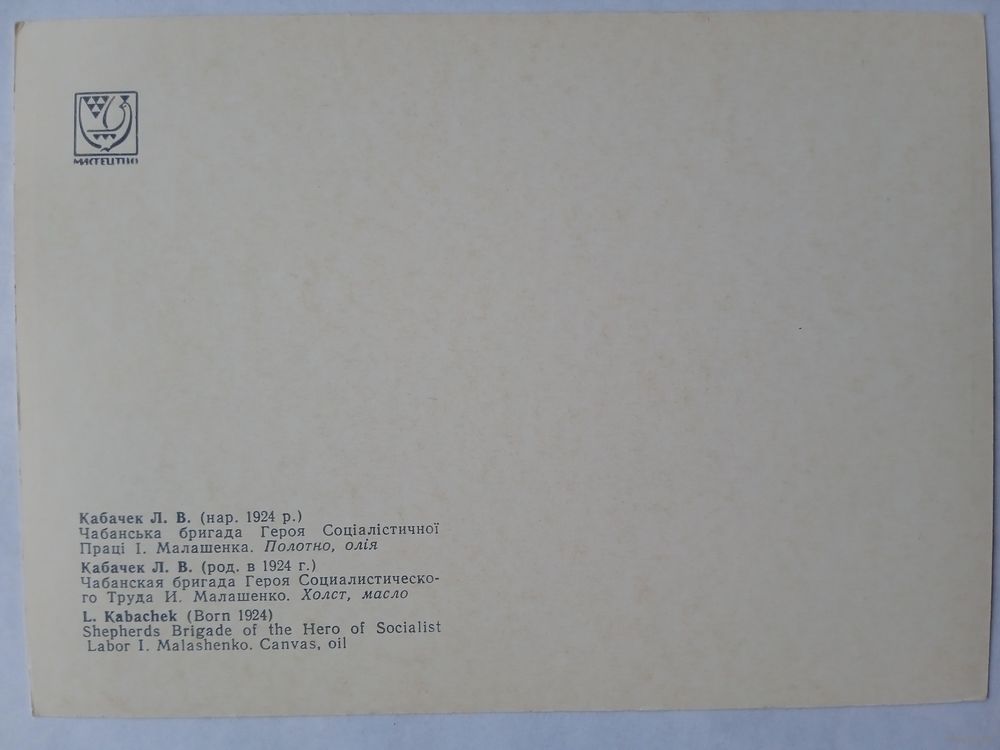 МИСТЕЦТВО
Кабачек Л. В. (нар. 1924 р.)
Чабанська бригада Героя Соціалістичної
Праці І. Малашенка. Полотно, олія
Кабачек Л. В. (род. в 1924 г.)
Чабанская бригада Героя Социалистическо-
го Труда И. Малашенко. Холст, масло
L. Kabachek (Born 1924)
Shepherds Brigade of the Hero of Socialist
Labor I. Malashenko. Canvas, oil